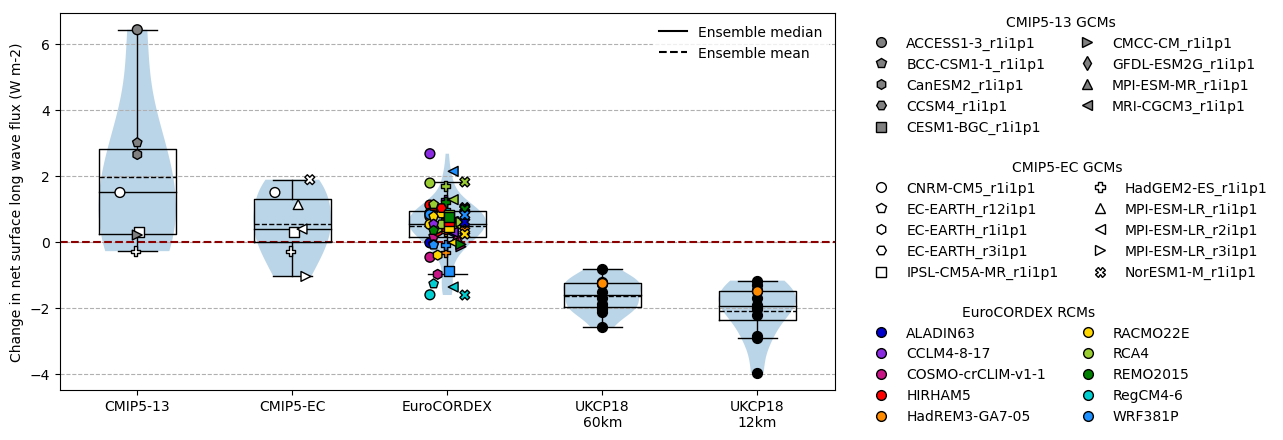 Change in net surface long wave flux (W m-2)
6
4
2
0
−2
−4
Ensemble median
Ensemble mean
CMIP5-13
CMIP5-EC
EuroCORDEX
UKCP18
60km
UKCP18
12km
CMIP5-13 GCMs
ACCESS1-3_r1i1p1
BCC-CSM1-1_r1i1p1
CanESM2_r1i1p1
CCSM4_r1i1p1
CESM1-BGC_r1i1p1
CMCC-CM_r1i1p1
GFDL-ESM2G_r1i1p1
MPI-ESM-MR_r1i1p1
MRI-CGCM3_r1i1p1
CMIP5-EC GCMs
CNRM-CM5_r1i1p1
EC-EARTH_r12i1p1
EC-EARTH_r1i1p1
EC-EARTH_r3i1p1
IPSL-CM5A-MR_r1i1p1
HadGEM2-ES_r1i1p1
MPI-ESM-LR_r1i1p1
MPI-ESM-LR_r2i1p1
MPI-ESM-LR_r3i1p1
NorESM1-M_r1i1p1
EuroCORDEX RCMs
ALADIN63
CCLM4-8-17
COSMO-crCLIM-v1-1
HIRHAM5
HadREM3-GA7-05
RACMO22E
RCA4
REMO2015
RegCM4-6
WRF381P